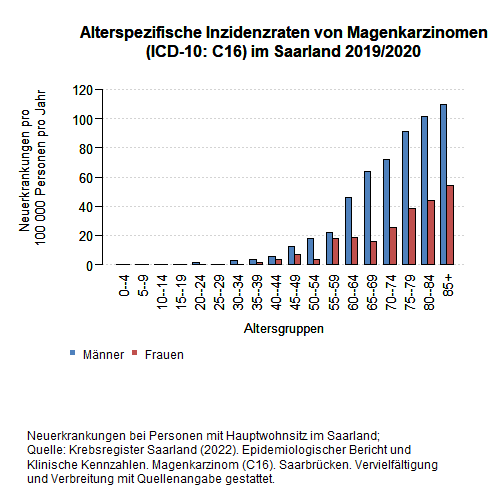 Alterspezifische Inzidenzraten von Magenkarzinomen
(ICD-10: C16) im Saarland 2019/2020
Neuerkrankungen pro
100 000 Personen pro Jahr
120
100
80
60
40
20
0
0--4
5--9
10--14
15--19
20--24
25--29
30--34
35--39
40--44
45--49
50--54
55--59
60--64
65--69
70--74
75--79
80--84
85+
Altersgruppen
Männer Frauen
Neuerkrankungen bei Personen mit Hauptwohnsitz im Saarland;
Quelle: Krebsregister Saarland (2022). Epidemiologischer Bericht und
Klinische Kennzahlen. Magenkarzinom (C16). Saarbrücken. Vervielfältigung
und Verbreitung mit Quellenangabe gestattet.